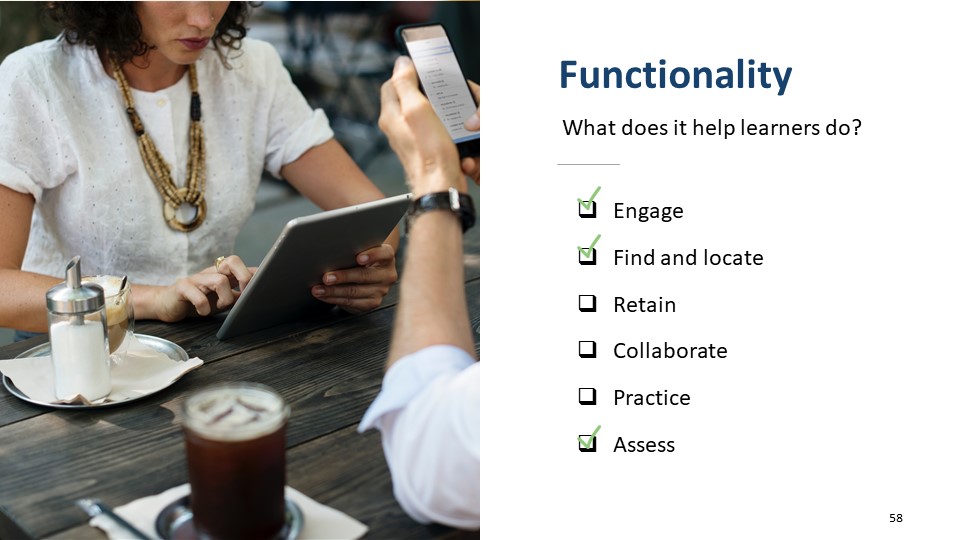 Functionality
What does it help learners do?
Engage
Find and locate
Retain
Collaborate
Practice
Assess
58